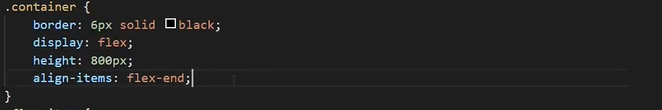 .container {
border: 6px solid black;
display: flex;
height: 800px;
align-items: flex-end;
}